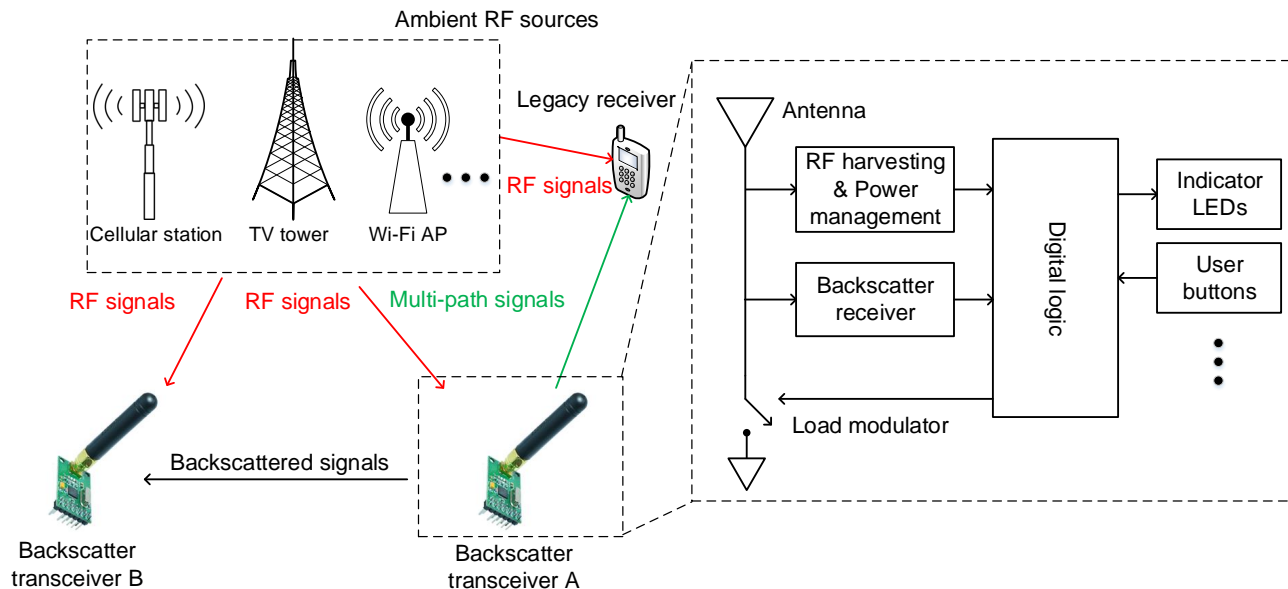 Ambient RF sources
Legacy receiver
Cellular station
TV tower
Wi-Fi AP
RF signals
RF signals
RF signals
Multi-path signals
Backscattered signals
Backscatter
transceiver B
Backscatter
transceiver A
Antenna
RF harvesting
& Power
management
Backscatter
receiver
Load modulator
Digital logic
Indicator
LEDs
User
buttons